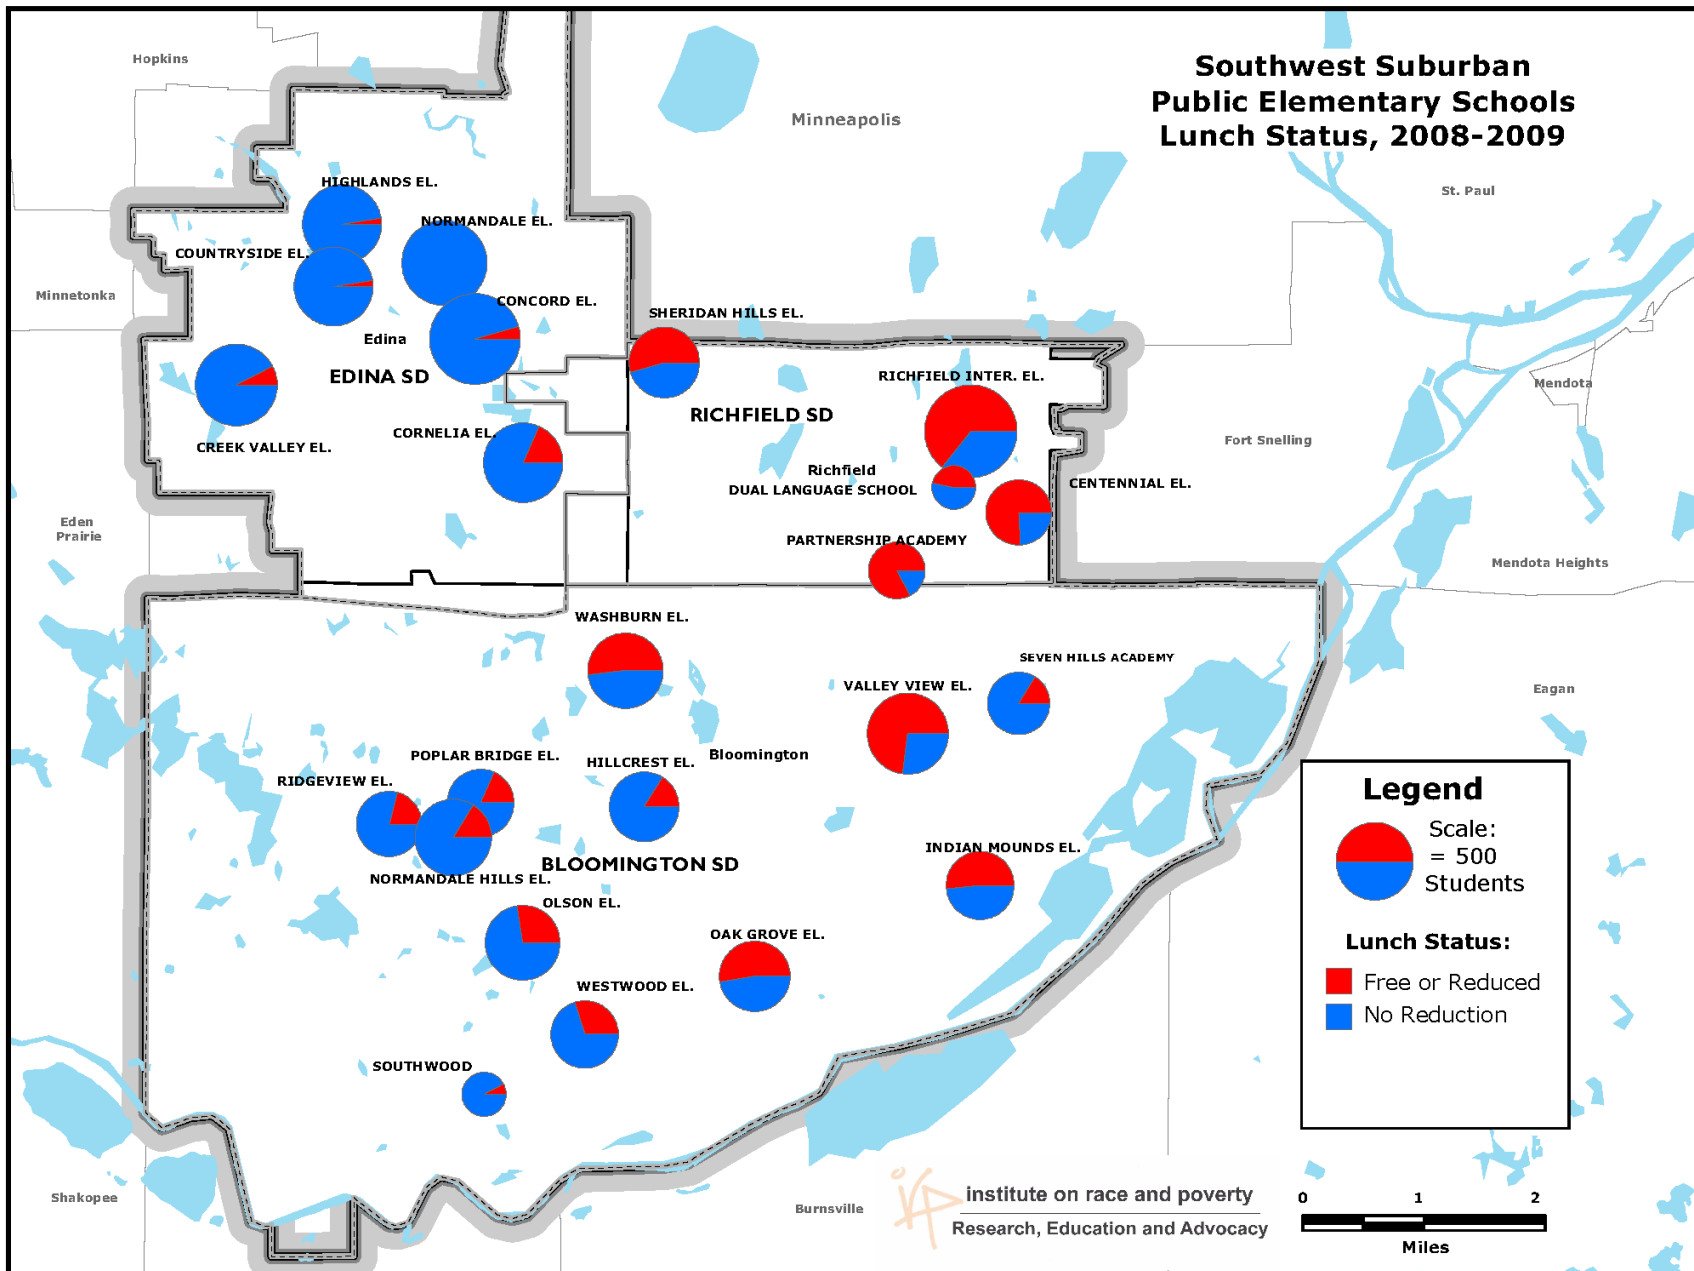 Southwest Suburban
Public Elementary Schools
Lunch Status, 2008-2009
Hopkins
Minneapolis
St. Paul
HIGHLANDS EL.
NORMANDALE EL.
COUNTRYSIDE EL.
Minnetonka
CONCORD EL.
SHERIDAN HILLS EL.
Edina
EDINA SD
RICHFIELD INTER. EL.
Mendota
RICHFIELD SD
CORNELIA EL.
Fort Snelling
CREEK VALLEY EL.
Richfield
DUAL LANGUAGE SCHOOL
CENTENNIAL EL.
Eden
Prairie
PARTNERSHIP ACADEMY
Mendota Heights
WASHBURN EL.
SEVEN HILLS ACADEMY
VALLEY VIEW EL.
Eagan
POPLAR BRIDGE EL.
HILLCREST EL.
Bloomington
RIDGEVIEW EL.
INDIAN MOUNDS EL.
BLOOMINGTON SD
NORMANDALE HILLS EL.
OLSON EL.
OAK GROVE EL.
WESTWOOD EL.
SOUTHWOOD
Legend
Scale:
= 500
Students
Lunch Status:
Free or Reduced
No Reduction
Shakopee
Burnsville
irp
institute on race and poverty
Research, Education and Advocacy
0 1 2
Miles